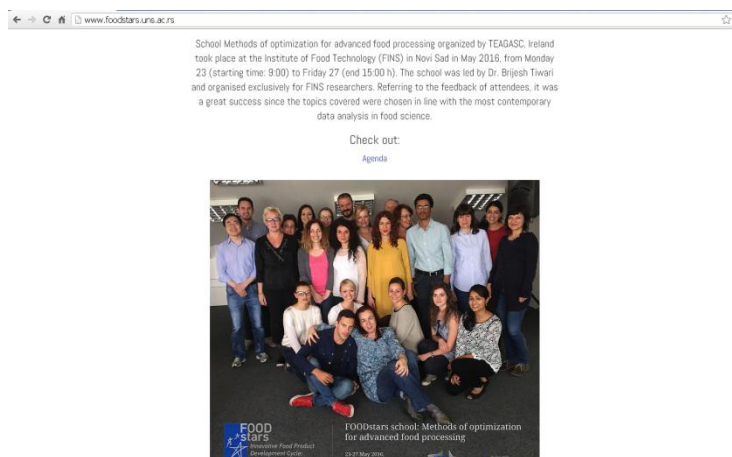 www.foodstars.uns.ac.rs
School Methods of optimization for advanced food processing organized by TEAGASC, Ireland
took place at the Institute of Food Technology (FINS) in Novi Sad in May 2016, from Monday
23 (starting time: 9:00) to Friday 27 (end 15:00 h). The school was led by Dr. Brijesh Tiwari
and organised exclusively for FINS researchers. Referring to the feedback of attendees, it was
a great success since the topics covered were chosen in line with the most contemporary
data analysis in food science.
Check out:
Agenda
FOOD
stars
Innovative Food Product
Development Cycle:
FOODstars school: Methods of optimization
for advanced food processing
23-27 May 2016,